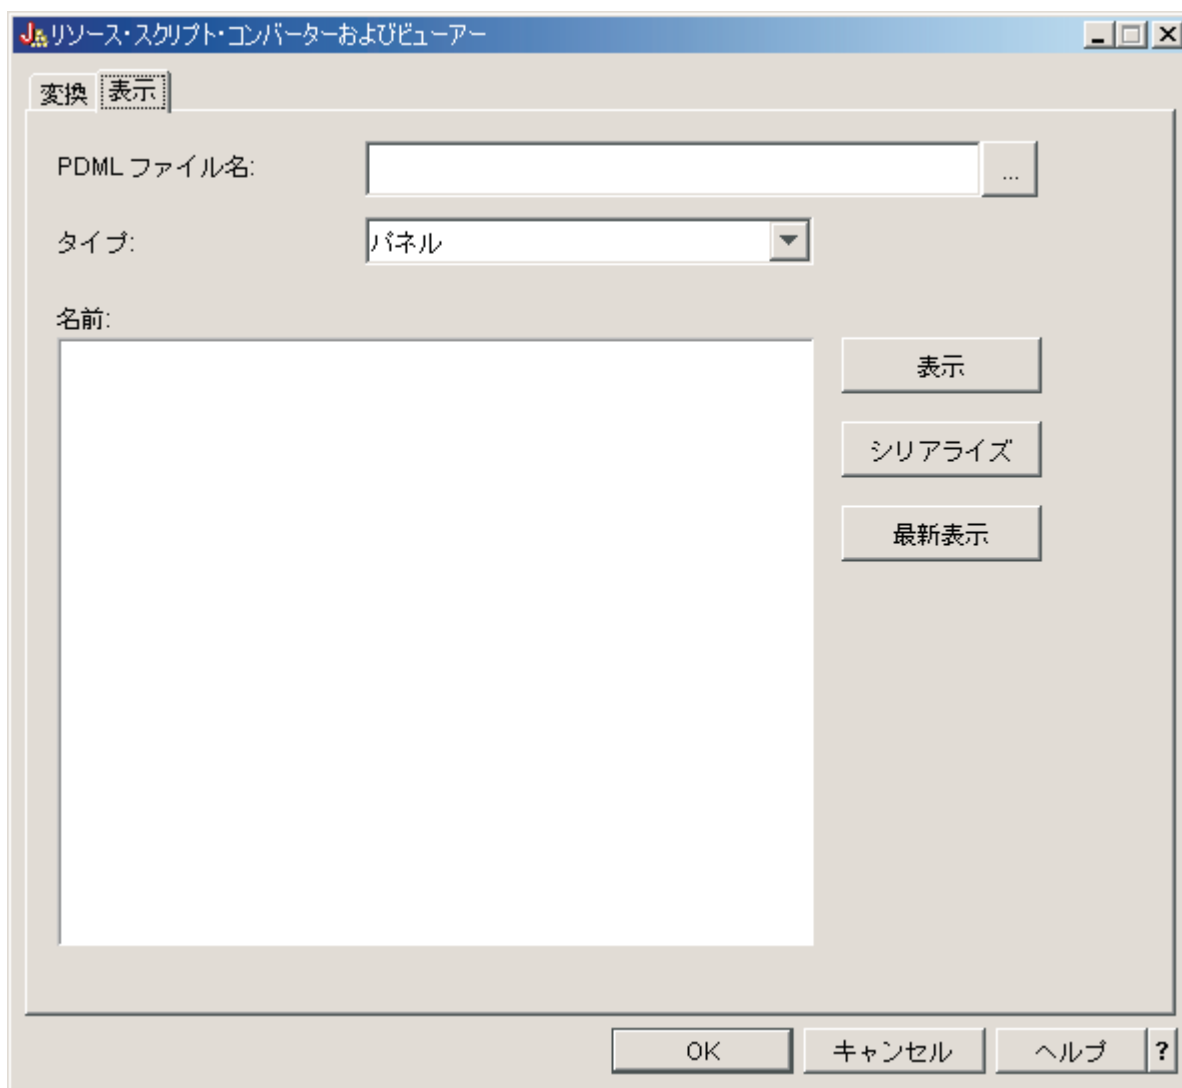 リソース・スクリプト・コンバーターおよびビューアー
変換 表示
PDML ファイル名: ...
タイプ: パネル
名前:
表示
シリアライズ
最新表示
OK キャンセル ヘルプ ?